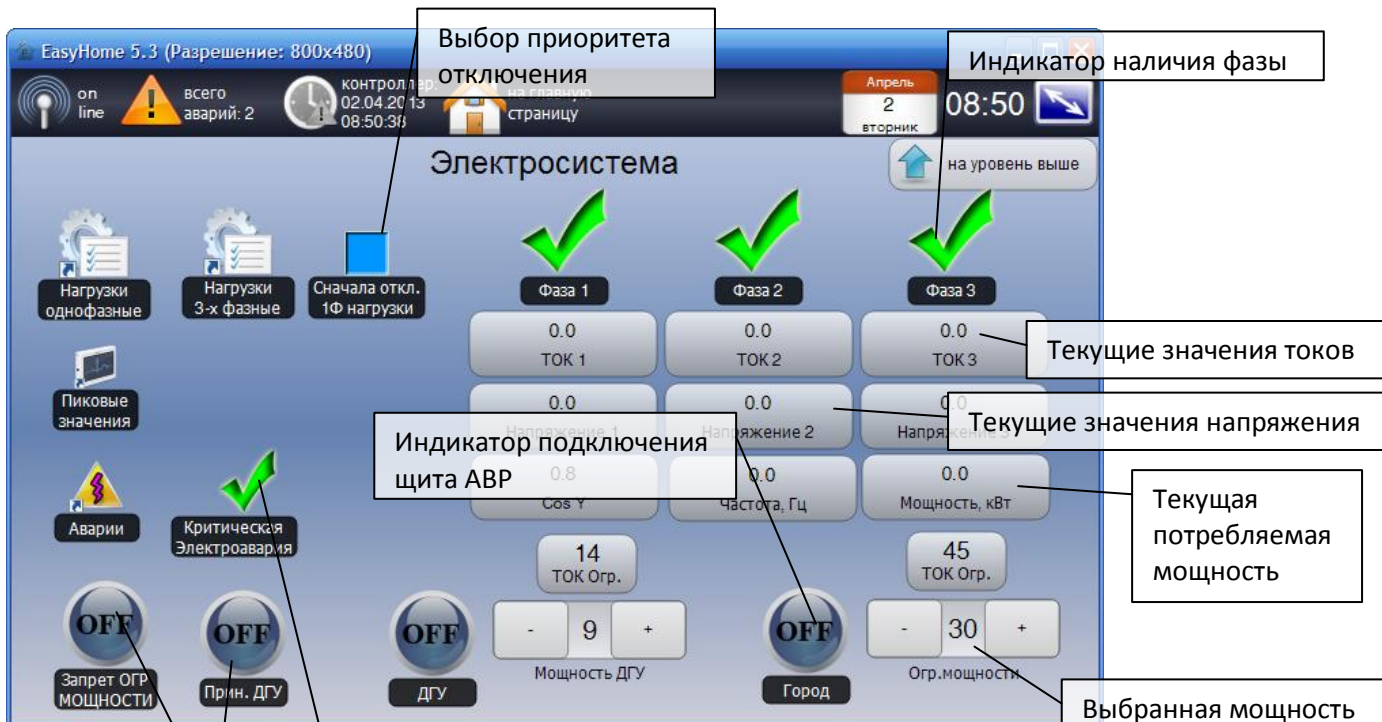 Выбор приоритета
отключения
Индикатор наличия фазы
EasyHome 5.3 (Разрешение: 800x480)
on
line
всего
аварий: 2
контроллер:
02.04.2013
08:50:38
на главную
страницу
Апрель
2
вторник
08:50
Электросистема
на уровень выше
Нагрузки
однофазные
Нагрузки
3-х фазные
Сначала откл.
1Ф нагрузки
Фаза 1
Фаза 2
Фаза 3
0.0
ТОК 1
0.0
ТОК 2
0.0
ТОК 3
Текущие значения токов
Пиковые
значения
0.0
Напряжение 1
0.0
Напряжение 2
0.0
Напряжение 3
Текущие значения напряжения
Индикатор подключения
щита АВР
0.8
Cos Y
0.0
Частота, Гц
0.0
Мощность, кВт
Текущая
потребляемая
мощность
Аварии
Критическая
Электроавария
14
ТОК Огр.
45
ТОК Огр.
OFF
Запрет ОГР
МОЩНОСТИ
OFF
Прин. ДГУ
OFF
ДГУ
- 9 +
Мощность ДГУ
OFF
Город
- 30 +
Огр.мощности
Выбранная мощность